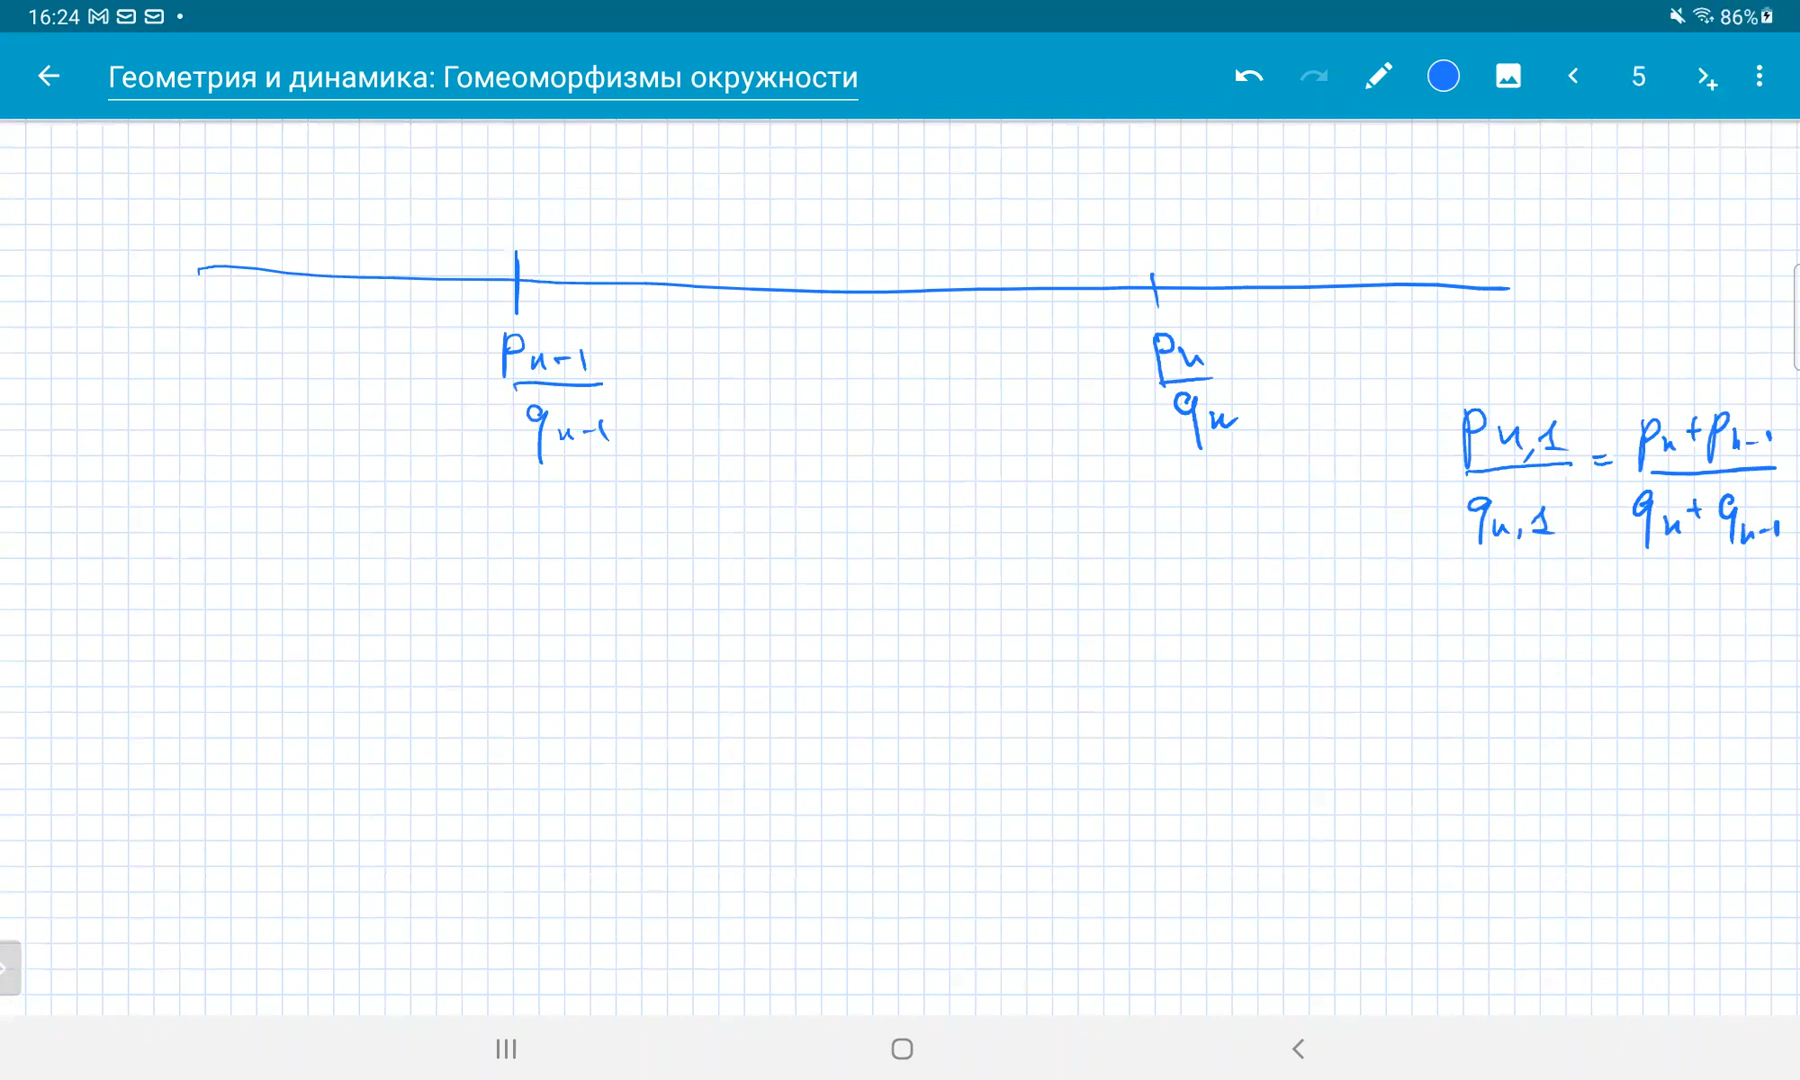 16:24 86%
Геометрия и динамика: Гомеоморфизмы окружности 5
p_{n-1}/q_{n-1}
p_n/q_n
p_{n,1}/q_{n,1} = (p_n + p_{n-1})/(q_n + q_{n-1})